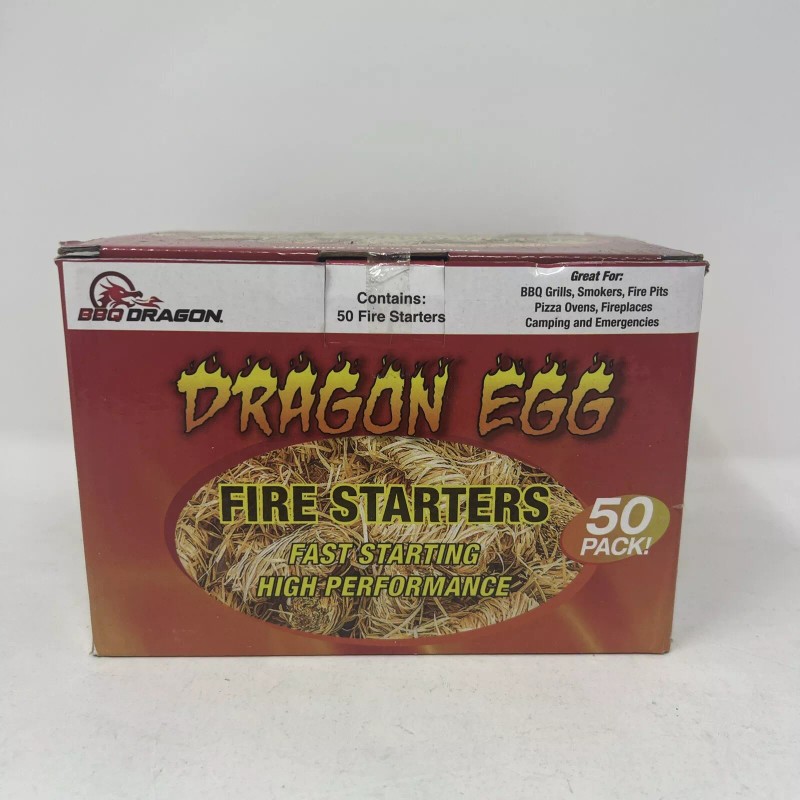 BBQ DRAGON.
Contains:
50 Fire Starters
Great For:
BBQ Grills, Smokers, Fire Pits
Pizza Ovens, Fireplaces
Camping and Emergencies
DRAGON EGG
FIRE STARTERS
FAST STARTING
HIGH PERFORMANCE
50
PACK!